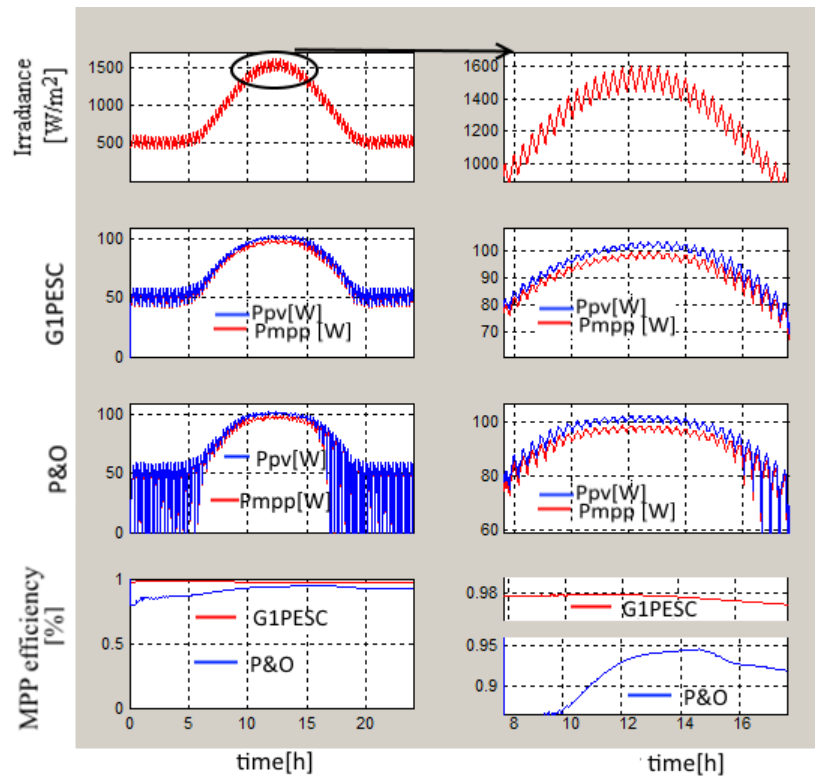 Irradiance
[W/m2]
1500
1000
500
1600
1400
1200
1000
G1PESC
100
50
0
Ppv[W]
Pmpp [W]
100
90
80
70
Ppv[W]
Pmpp [W]
P&O
100
50
0
Ppv[W]
Pmpp[W]
100
80
60
Ppv[W]
Pmpp [W]
MPP efficiency
[%]
1
0.5
0
G1PESC
P&O
0 5 10 15 20
time[h]
0.98
G1PESC
0.95
0.9
P&O
8 10 12 14 16
time[h]